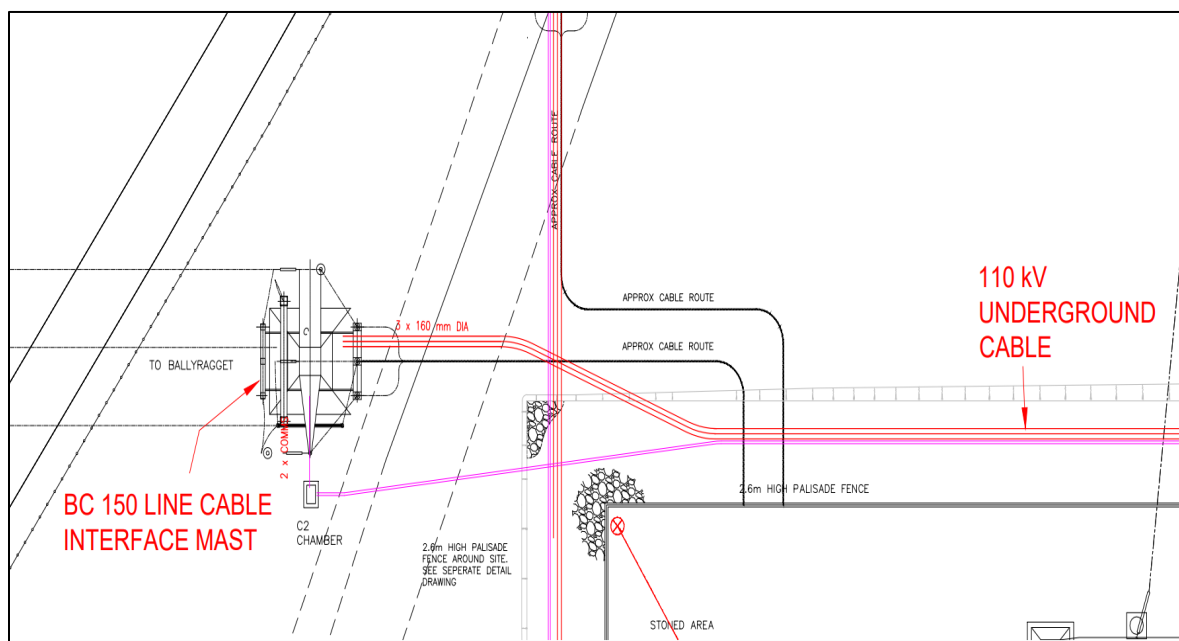 APPROX CABLE ROUTE
110 kV
UNDERGROUND
CABLE
APPROX CABLE ROUTE
3 x 160 mm DIA
APPROX CABLE ROUTE
TO BALLYRAGGET
2 x COMMS
BC 150 LINE CABLE
INTERFACE MAST
C2
CHAMBER
2.6m HIGH PALISADE FENCE
2.6m HIGH PALISADE
FENCE AROUND SITE.
SEE SEPERATE DETAIL
DRAWING
STONED AREA